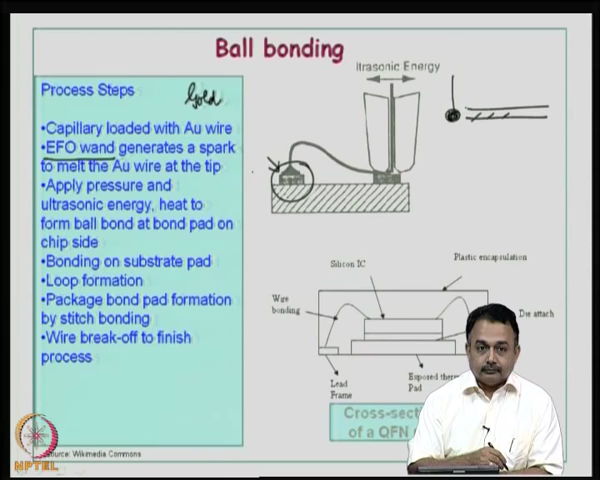 Ball bonding
Process Steps
Gold
•Capillary loaded with Au wire
•EFO wand generates a spark
to melt the Au wire at the tip
•Apply pressure and
ultrasonic energy, heat to
form ball bond at bond pad on
chip side
•Bonding on substrate pad
•Loop formation
•Package bond pad formation
by stitch bonding
•Wire break-off to finish
process
Source: Wikimedia Commons
ltrasonic Energy
Silicon IC
Plastic encapsulation
Wire
bonding
Die attach
Lead
Frame
Exposed
Pad
Cross-sect
of a QFN
NPTEL